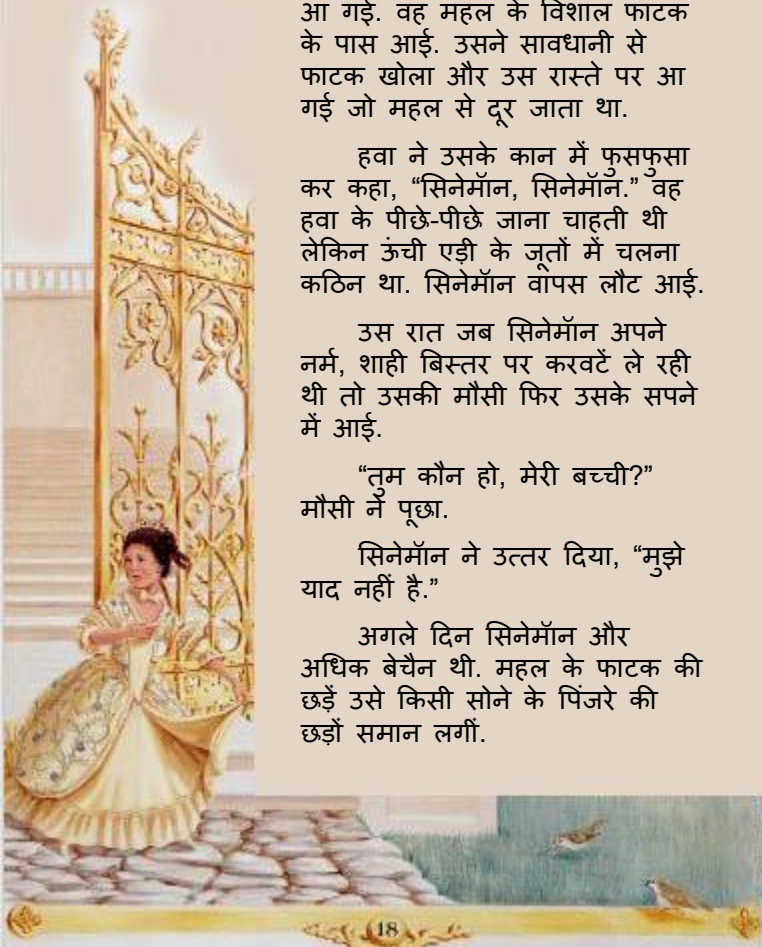 आ गई. वह महल के विशाल फाटक
के पास आई. उसने सावधानी से
फाटक खोला और उस रास्ते पर आ
गई जो महल से दूर जाता था.
हवा ने उसके कान में फुसफुसा
कर कहा, “सिनेमॅान, सिनेमॅान.” वह
हवा के पीछे-पीछे जाना चाहती थी
लेकिन ऊंची एड़ी के जूतों में चलना
कठिन था. सिनेमॅान वापस लौट आई.
उस रात जब सिनेमॅान अपने
नर्म, शाही बिस्तर पर करवटें ले रही
थी तो उसकी मौसी फिर उसके सपने
में आई.
“तुम कौन हो, मेरी बच्ची?”
मौसी ने पूछा.
सिनेमॅान ने उत्तर दिया, “मुझे
याद नहीं है.”
अगले दिन सिनेमॅान और
अधिक बेचैन थी. महल के फाटक की
छड़ें उसे किसी सोने के पिंजरे की
छड़ों समान लगीं.
18